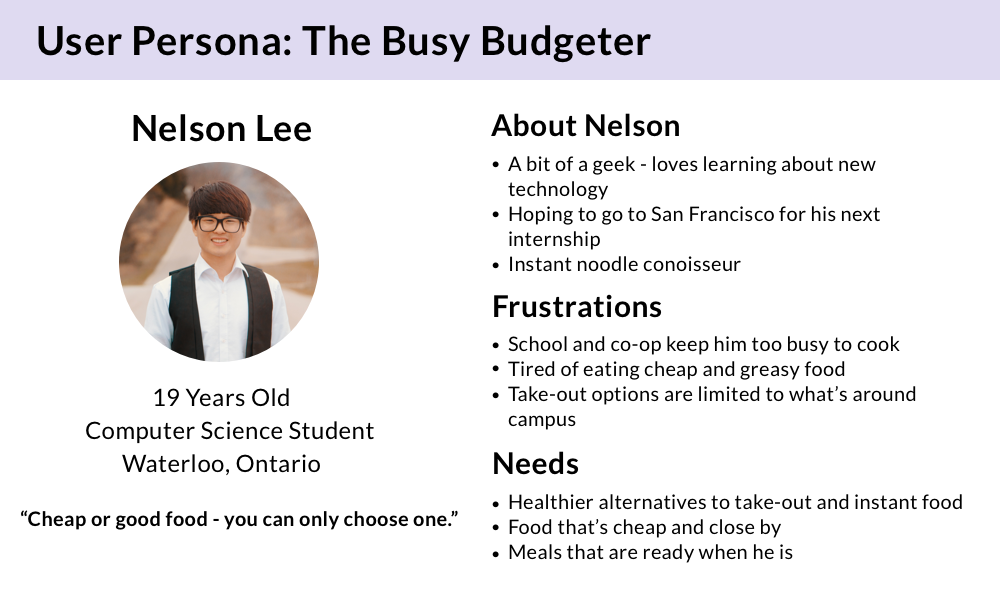 User Persona: The Busy Budgeter
Nelson Lee
19 Years Old
Computer Science Student
Waterloo, Ontario
“Cheap or good food - you can only choose one.”
About Nelson
• A bit of a geek - loves learning about new
technology
• Hoping to go to San Francisco for his next
internship
• Instant noodle conoisseur
Frustrations
• School and co-op keep him too busy to cook
• Tired of eating cheap and greasy food
• Take-out options are limited to what’s around
campus
Needs
• Healthier alternatives to take-out and instant food
• Food that’s cheap and close by
• Meals that are ready when he is